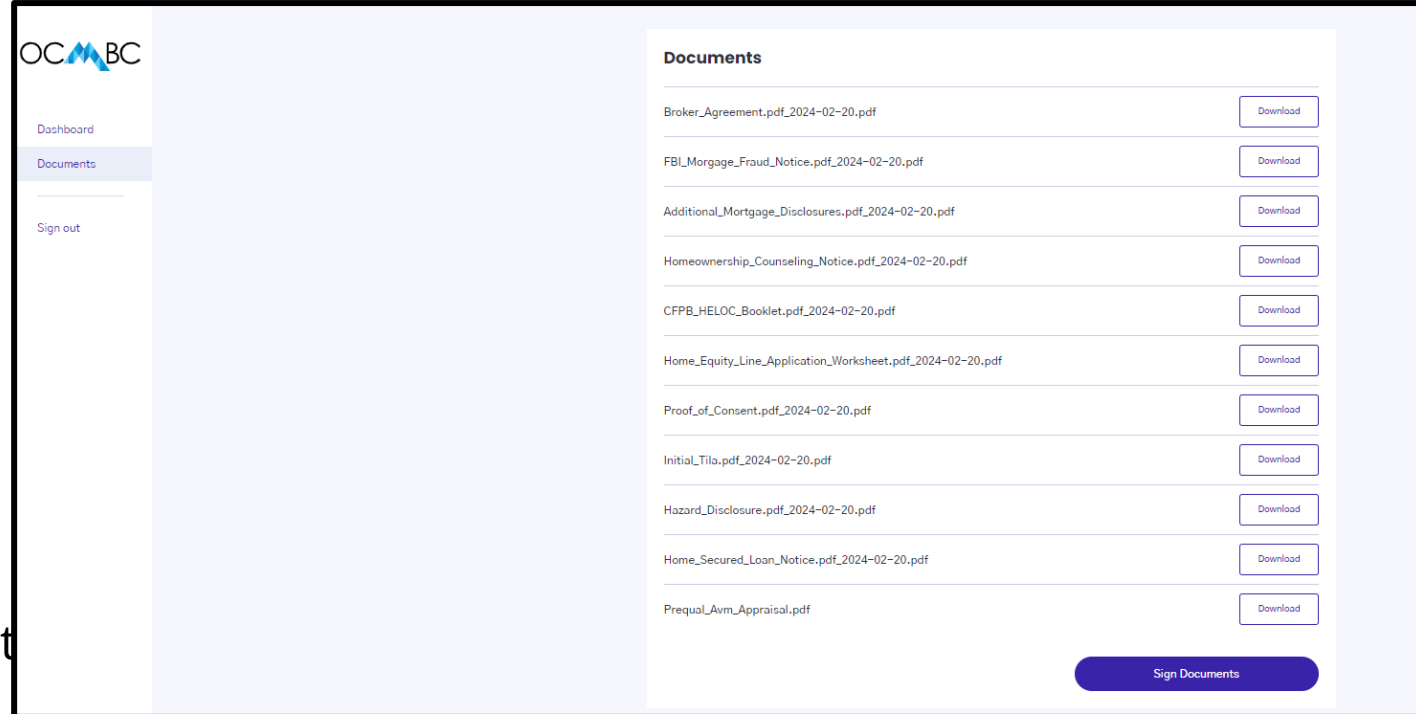 OCMBC
Dashboard
Documents
Sign out
Documents
Broker_Agreement.pdf_2024-02-20.pdf Download
FBI_Morgage_Fraud_Notice.pdf_2024-02-20.pdf Download
Additional_Mortgage_Disclosures.pdf_2024-02-20.pdf Download
Homeownership_Counseling_Notice.pdf_2024-02-20.pdf Download
CFPB_HELOC_Booklet.pdf_2024-02-20.pdf Download
Home_Equity_Line_Application_Worksheet.pdf_2024-02-20.pdf Download
Proof_of_Consent.pdf_2024-02-20.pdf Download
Initial_Tila.pdf_2024-02-20.pdf Download
Hazard_Disclosure.pdf_2024-02-20.pdf Download
Home_Secured_Loan_Notice.pdf_2024-02-20.pdf Download
Prequal_Avm_Appraisal.pdf Download
t
Sign Documents